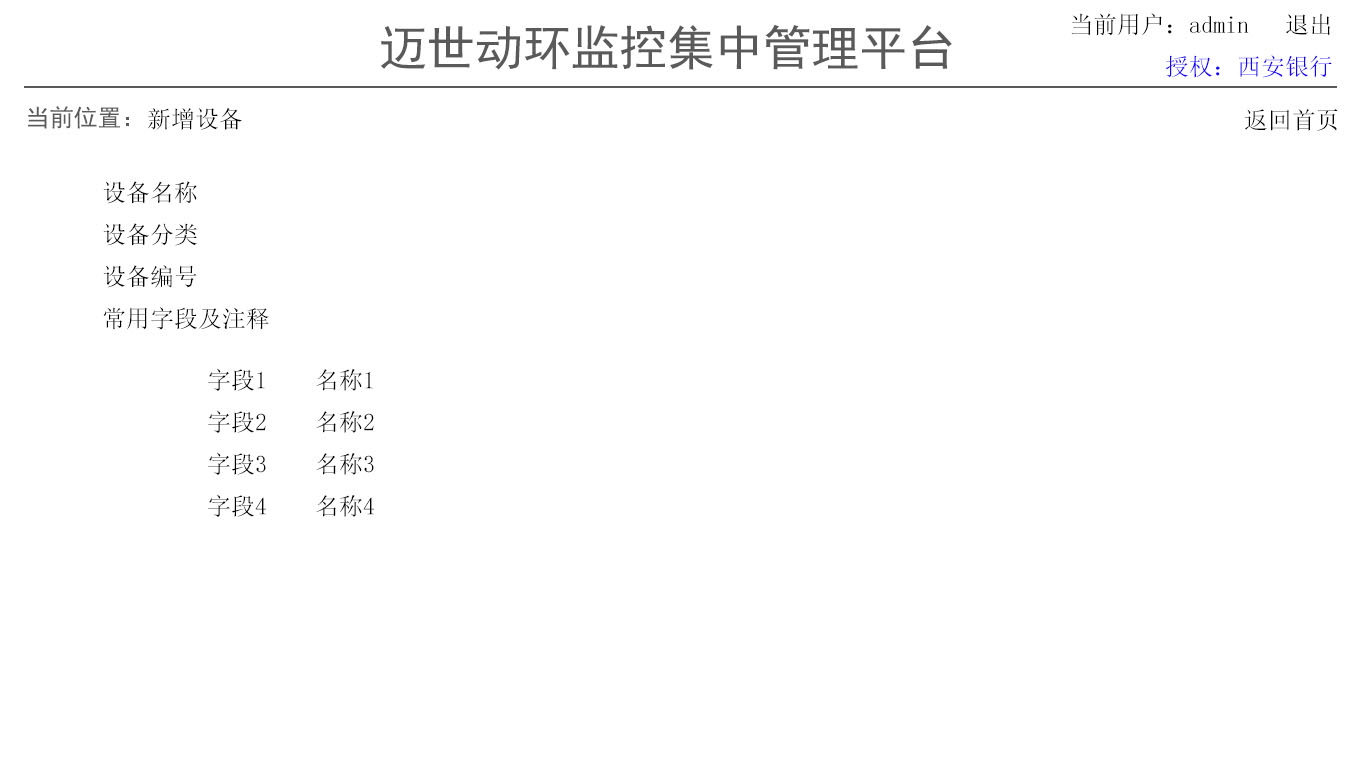 迈世动环监控集中管理平台
当前用户：admin 退出
授权：西安银行
当前位置：新增设备
返回首页
设备名称
设备分类
设备编号
常用字段及注释
字段1 名称1
字段2 名称2
字段3 名称3
字段4 名称4